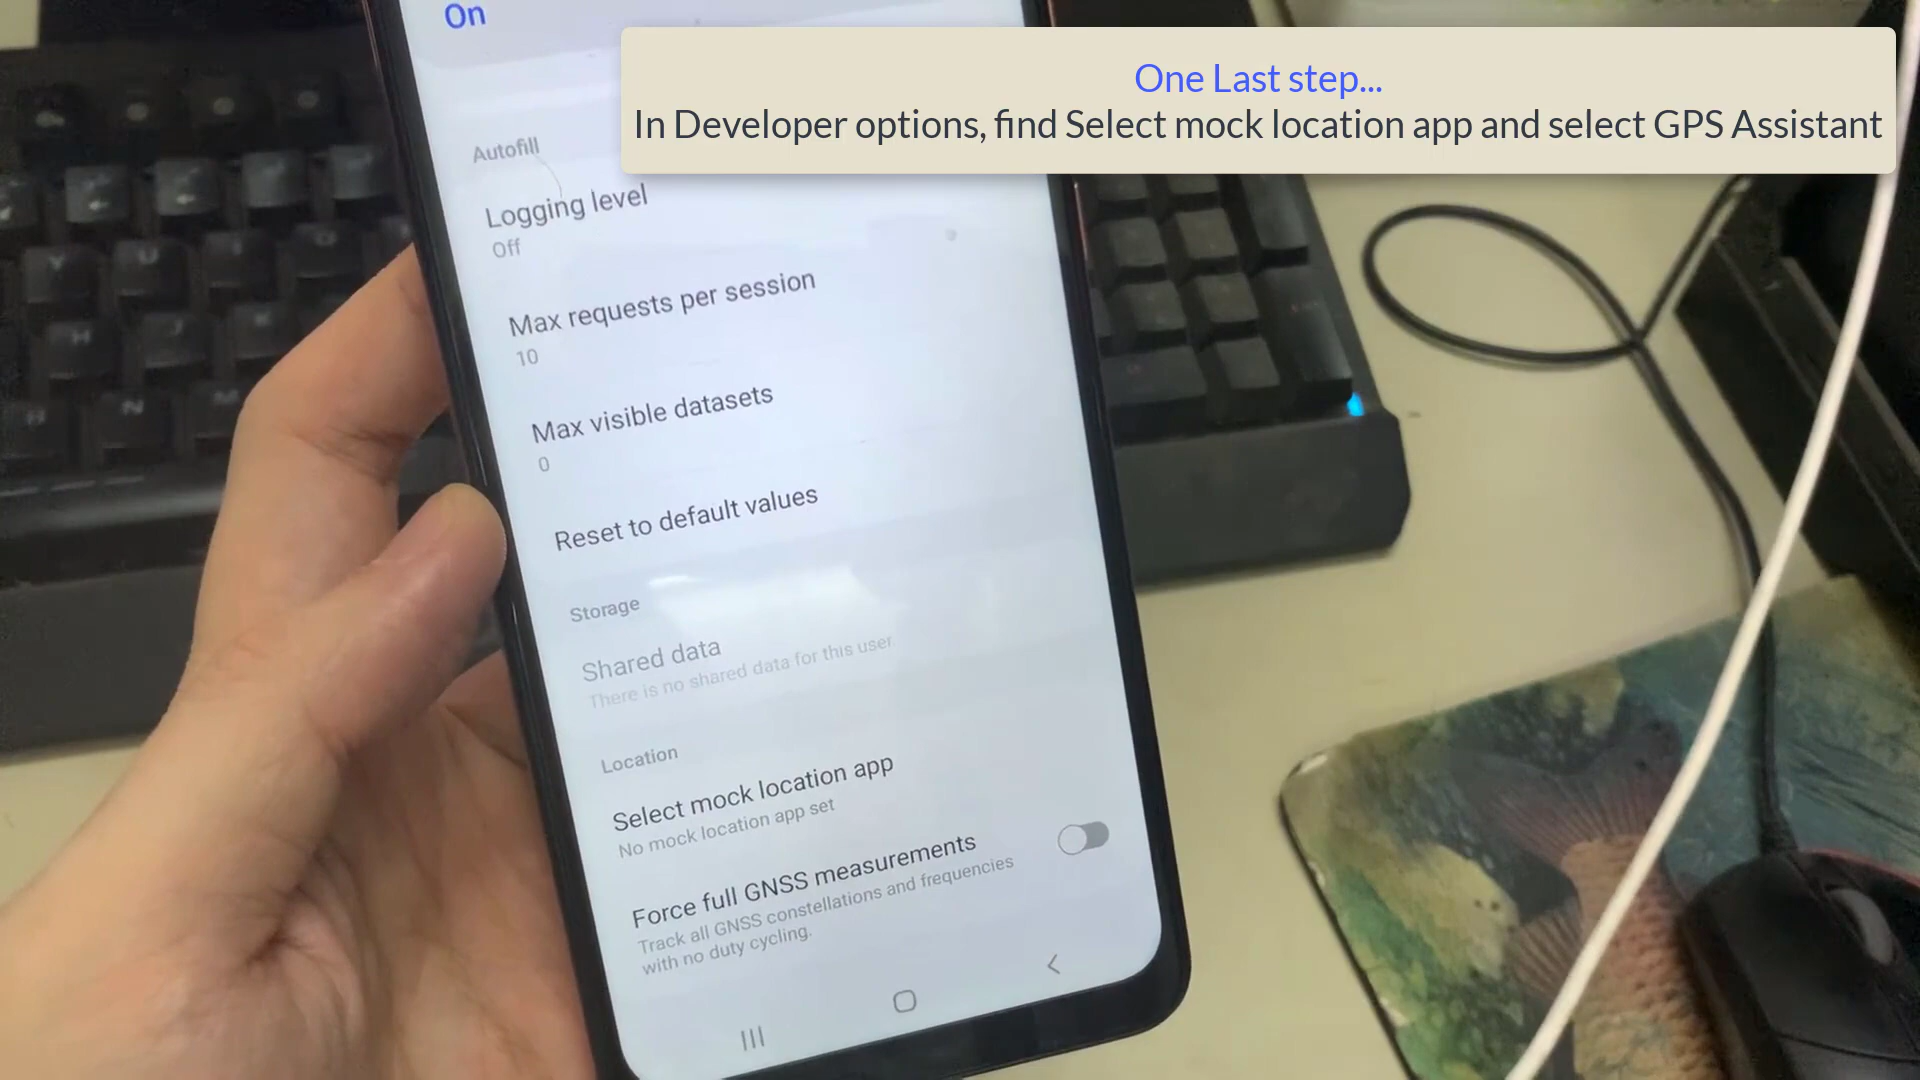 On
One Last step...
In Developer options, find Select mock location app and select GPS Assistant
Autofill
Logging level
Off
Max requests per session
10
Max visible datasets
0
Reset to default values
Storage
Shared data
There is no shared data for this user
Location
Select mock location app
No mock location app set
Force full GNSS measurements
Track all GNSS constellations and frequencies
with no duty cycling.
Y
U
H
J
N
M